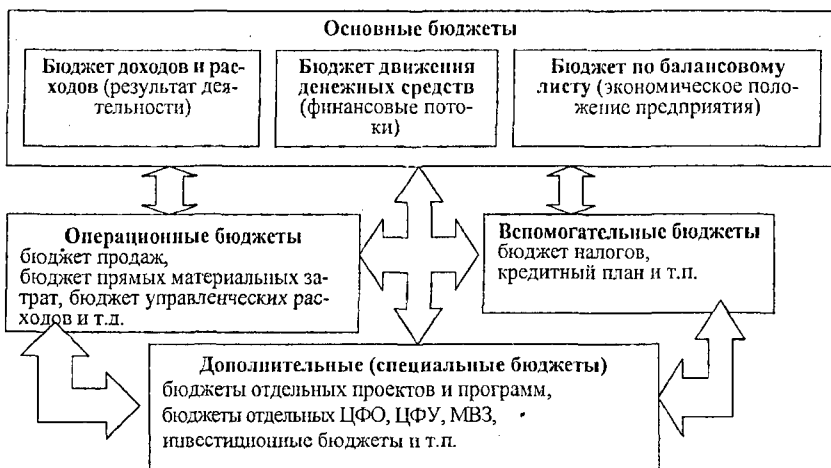 Основные бюджеты
Бюджет доходов и рас-
ходов (результат дея-
тельности)
Бюджет движения
денежных средств
(финансовые пото-
ки)
Бюджет по балансовому
листу (экономическое поло-
жение предприятия)
Операционные бюджеты
бюджет продаж,
бюджет прямых материальных за-
трат, бюджет управленческих рас-
ходов и т.д.
Вспомогательные бюджеты
бюджет налогов,
кредитный план и т.п.
Дополнительные (специальные бюджеты)
бюджеты отдельных проектов и программ,
бюджеты отдельных ЦФО, ЦФУ, МВЗ,
инвестиционные бюджеты и т.п.